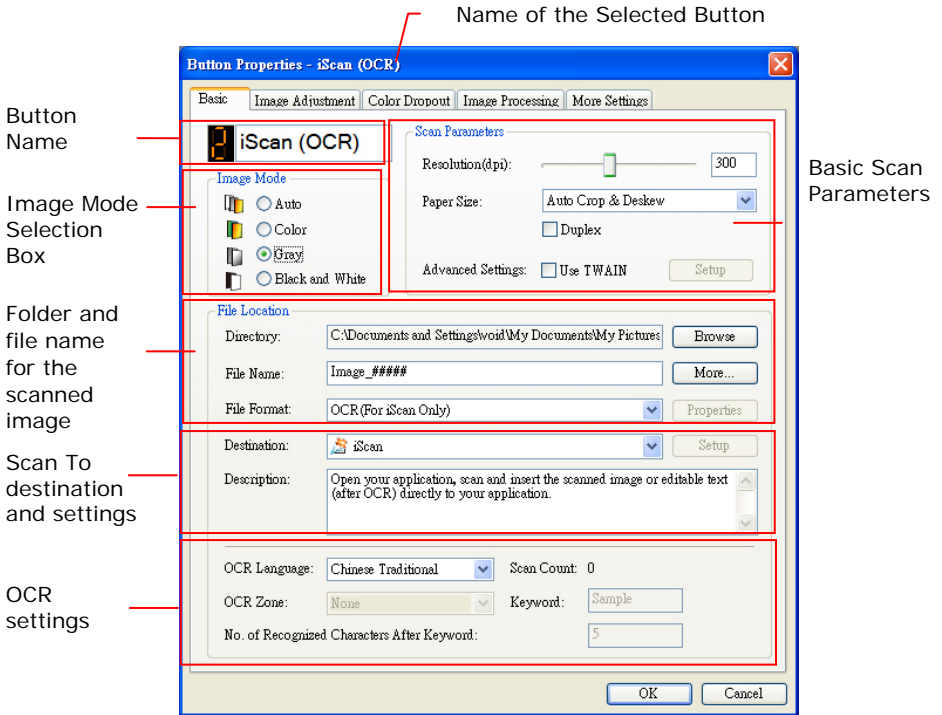 Name of the Selected Button
Button Properties - iScan (OCR)
Basic Image Adjustment Color Dropout Image Processing More Settings
Button
Name
2 iScan (OCR)
Scan Parameters
Resolution(dpi): 300
Paper Size: Auto Crop & Deskew
Duplex
Advanced Settings: Use TWAIN Setup
Basic Scan
Parameters
Image Mode
Selection
Box
Image Mode
Auto
Color
Gray
Black and White
Folder and
file name
for the
scanned
image
File Location
Directory: C:\Documents and Settings\void\My Documents\My Pictures Browse
File Name: Image_##### More...
File Format: OCR(For iScan Only) Properties
Scan To
destination
and settings
Destination: iScan Setup
Description: Open your application, scan and insert the scanned image or editable text
(after OCR) directly to your application.
OCR
settings
OCR Language: Chinese Traditional Scan Count: 0
OCR Zone: None Keyword: Sample
No. of Recognized Characters After Keyword: 5
OK Cancel